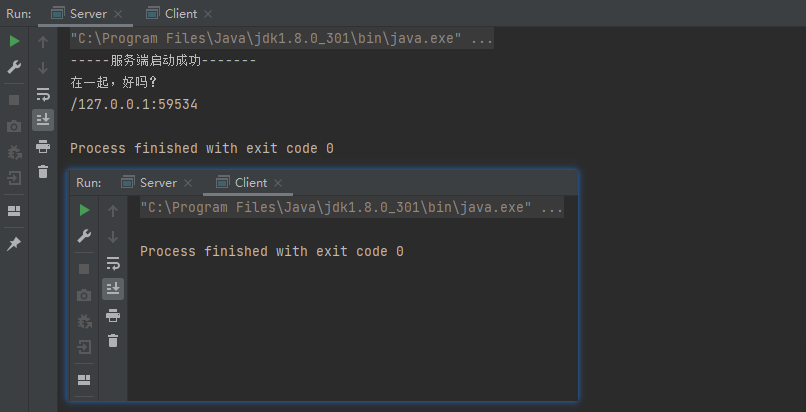 Run: Server × Client ×
"C:\Program Files\Java\jdk1.8.0_301\bin\java.exe" ...
-----服务端启动成功-------
在一起，好吗？
/127.0.0.1:59534
Process finished with exit code 0
Run: Server × Client ×
"C:\Program Files\Java\jdk1.8.0_301\bin\java.exe" ...
Process finished with exit code 0